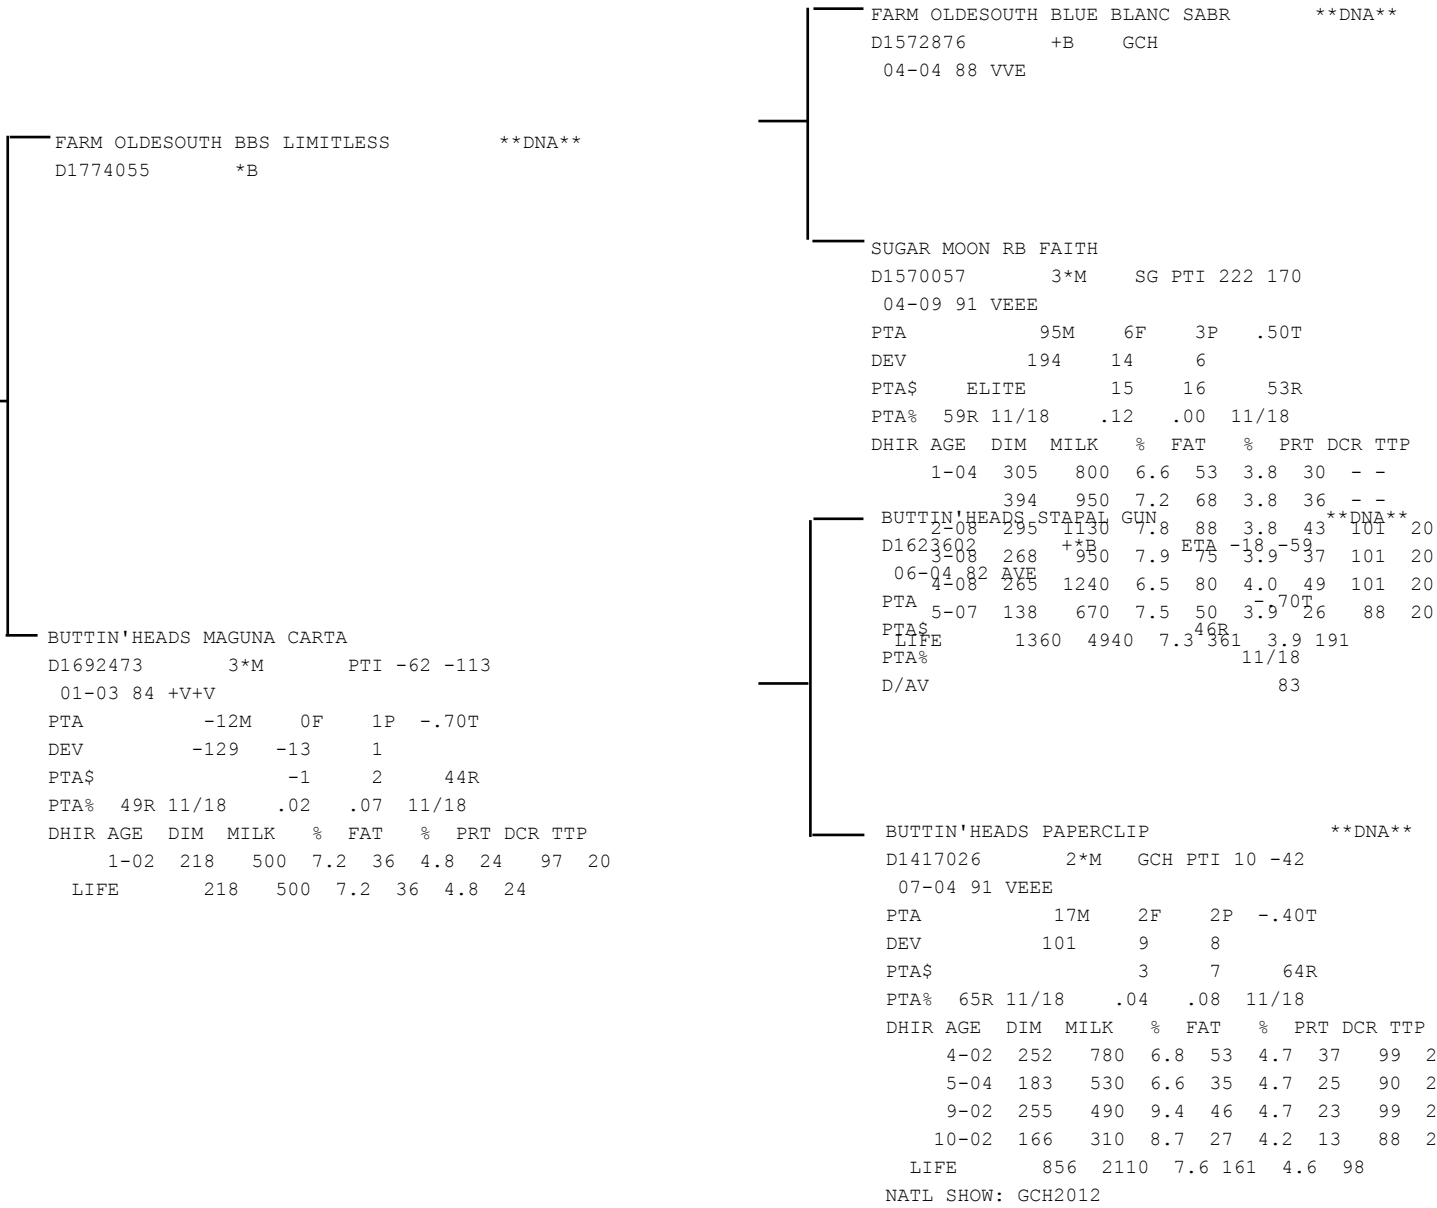 FARM OLDESOUTH BLUE BLANC SABR **DNA**
D1572876 +B GCH
04-04 88 VVE
FARM OLDESOUTH BBS LIMITLESS **DNA**
D1774055 *B
SUGAR MOON RB FAITH
D1570057 3*M SG PTI 222 170
04-09 91 VEEE
PTA 95M 6F 3P .50T
DEV 194 14 6
PTA$ ELITE 15 16 53R
PTA% 59R 11/18 .12 .00 11/18
DHIR AGE DIM MILK % FAT % PRT DCR TTP
1-04 305 800 6.6 53 3.8 30 - -
394 950 7.2 68 3.8 36 - -
2-08 295 1130 7.8 88 3.8 43 101 20
3-08 268 950 7.9 75 3.9 37 101 20
4-08 265 1240 6.5 80 4.0 49 101 20
5-07 138 670 7.5 50 3.9 26 88 20
LIFE 1360 4940 7.3 361 3.9 191
BUTTIN'HEADS STAPAL GUN **DNA**
D1623602 +*B ETA -18 -59
06-04 82 AVE
PTA -.70T
PTA$ 46R
PTA% 11/18
D/AV 83
BUTTIN'HEADS MAGUNA CARTA
D1692473 3*M PTI -62 -113
01-03 84 +V+V
PTA -12M 0F 1P -.70T
DEV -129 -13 1
PTA$ -1 2 44R
PTA% 49R 11/18 .02 .07 11/18
DHIR AGE DIM MILK % FAT % PRT DCR TTP
1-02 218 500 7.2 36 4.8 24 97 20
LIFE 218 500 7.2 36 4.8 24
BUTTIN'HEADS PAPERCLIP **DNA**
D1417026 2*M GCH PTI 10 -42
07-04 91 VEEE
PTA 17M 2F 2P -.40T
DEV 101 9 8
PTA$ 3 7 64R
PTA% 65R 11/18 .04 .08 11/18
DHIR AGE DIM MILK % FAT % PRT DCR TTP
4-02 252 780 6.8 53 4.7 37 99 2
5-04 183 530 6.6 35 4.7 25 90 2
9-02 255 490 9.4 46 4.7 23 99 2
10-02 166 310 8.7 27 4.2 13 88 2
LIFE 856 2110 7.6 161 4.6 98
NATL SHOW: GCH2012